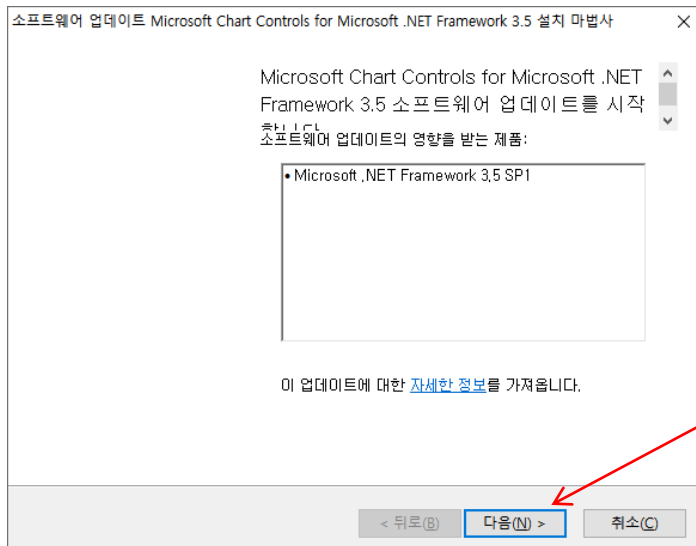 소프트웨어 업데이트 Microsoft Chart Controls for Microsoft .NET Framework 3.5 설치 마법사
Microsoft Chart Controls for Microsoft .NET
Framework 3.5 소프트웨어 업데이트를 시작
합니다.
소프트웨어 업데이트의 영향을 받는 제품:
• Microsoft .NET Framework 3.5 SP1
이 업데이트에 대한 자세한 정보를 가져옵니다.
< 뒤로(B) 다음(N) > 취소(C)